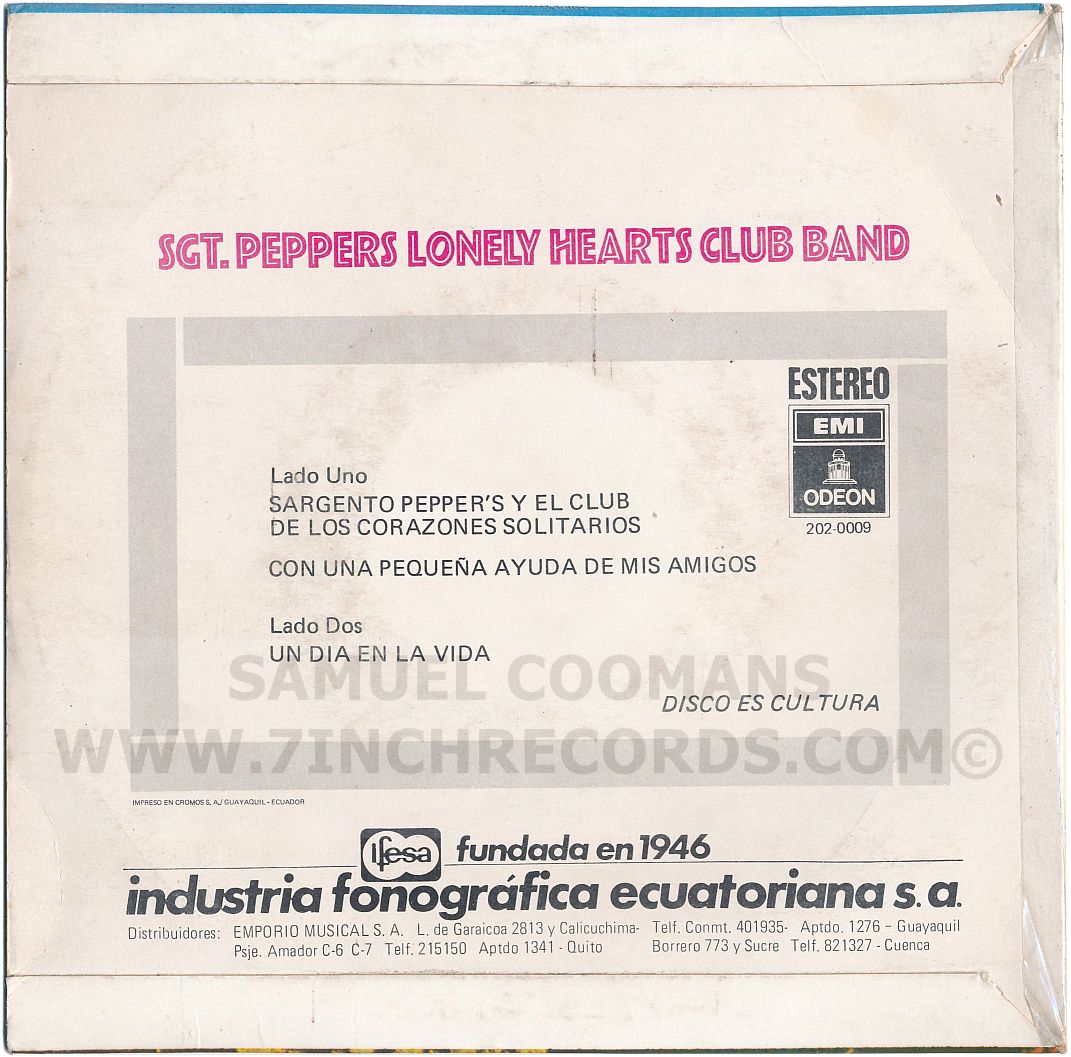 SGT. PEPPERS LONELY HEARTS CLUB BAND
ESTEREO
EMI
ODEON
202-0009
Lado Uno
SARGENTO PEPPER'S Y EL CLUB
DE LOS CORAZONES SOLITARIOS
CON UNA PEQUEÑA AYUDA DE MIS AMIGOS
Lado Dos
UN DIA EN LA VIDA
SAMUEL COOMANS
DISCO ES CULTURA
WWW.7INCHRECORDS.COM©
IMPRESO EN CROMOS S. A./ GUAYAQUIL - ECUADOR
ifesa fundada en 1946
industria fonográfica ecuatoriana s.a.
Distribuidores: EMPORIO MUSICAL S. A. L. de Garaicoa 2813 y Calicuchima- Telf. Conmt. 401935- Aptdo. 1276 – Guayaquil
Psje. Amador C-6 C-7 Telf. 215150 Aptdo 1341 - Quito Borrero 773 y Sucre Telf. 821327 - Cuenca